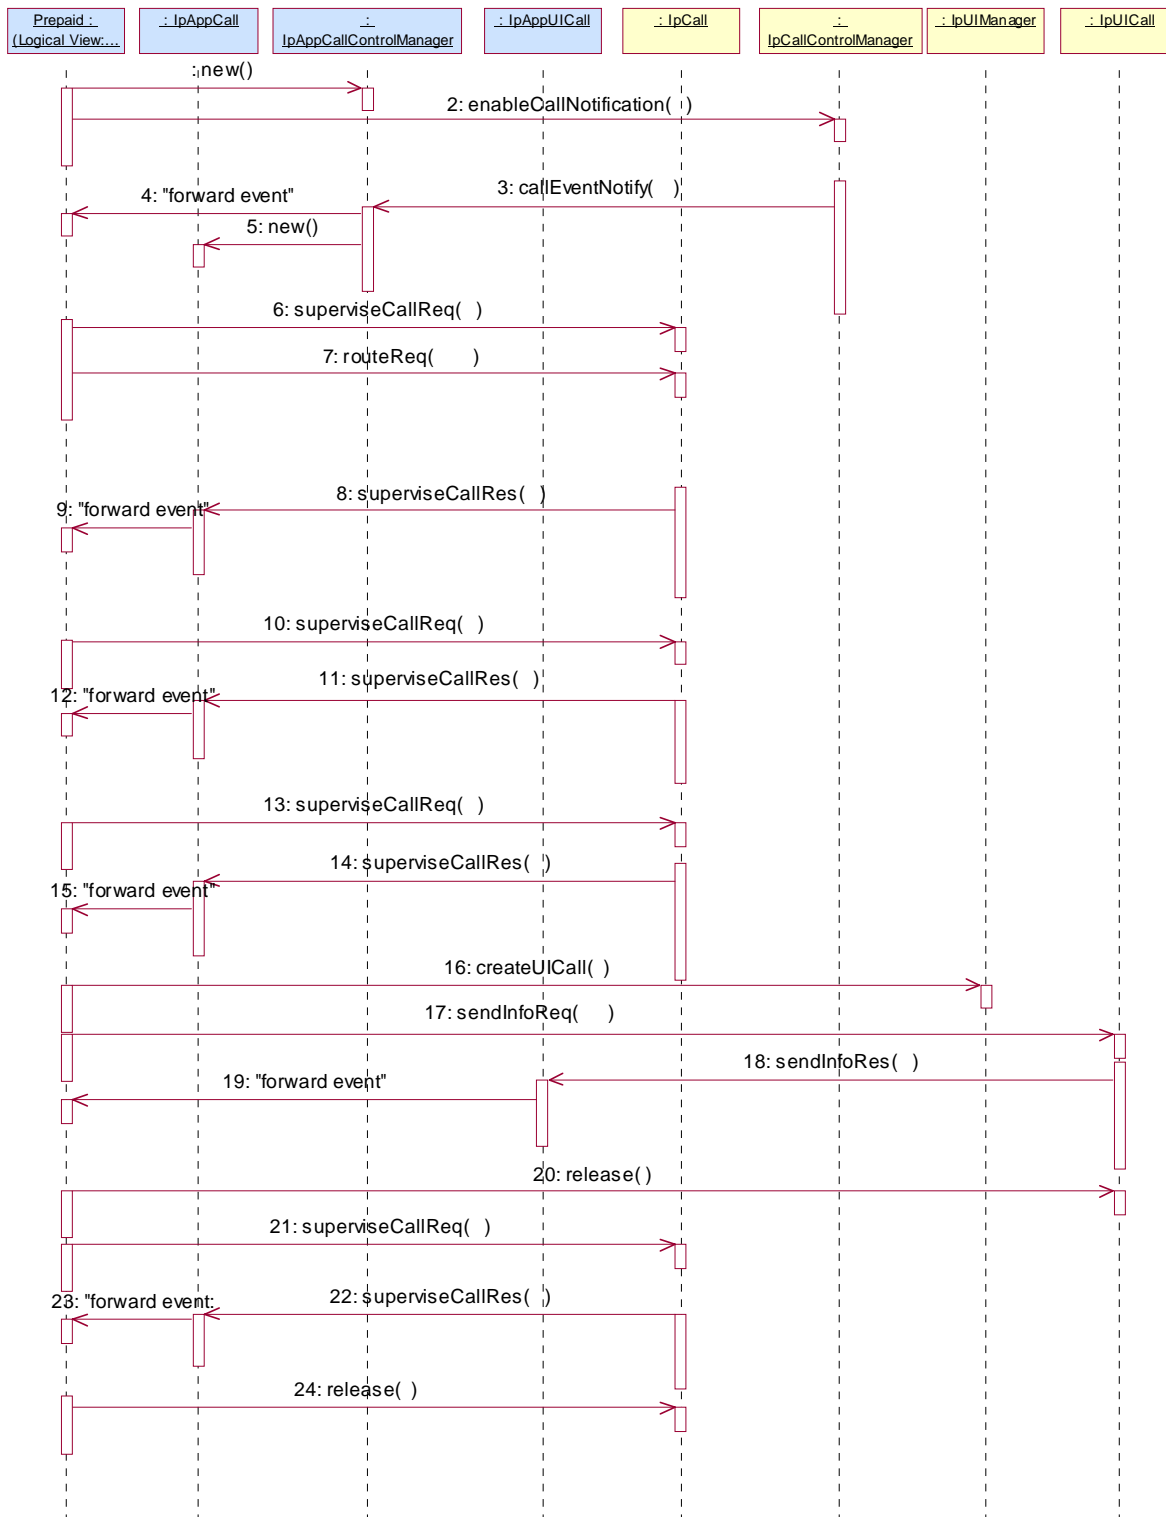 Prepaid :
(Logical View:...
: IpAppCall
:
IpAppCallControlManager
: IpAppUICall
: IpCall
:
IpCallControlManager
: IpUIManager
: IpUICall
: new()
2: enableCallNotification( )
3: callEventNotify( )
4: "forward event"
5: new()
6: superviseCallReq( )
7: routeReq( )
8: superviseCallRes( )
9: "forward event"
10: superviseCallReq( )
11: superviseCallRes( )
12: "forward event"
13: superviseCallReq( )
14: superviseCallRes( )
15: "forward event"
16: createUICall( )
17: sendInfoReq( )
18: sendInfoRes( )
19: "forward event"
20: release( )
21: superviseCallReq( )
22: superviseCallRes( )
23: "forward event:
24: release( )